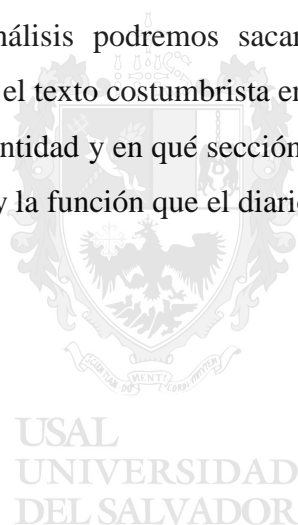 nálisis podremos sacar
el texto costumbrista en
ntidad y en qué sección
y la función que el diario
USAL
UNIVERSIDAD
DEL SALVADOR